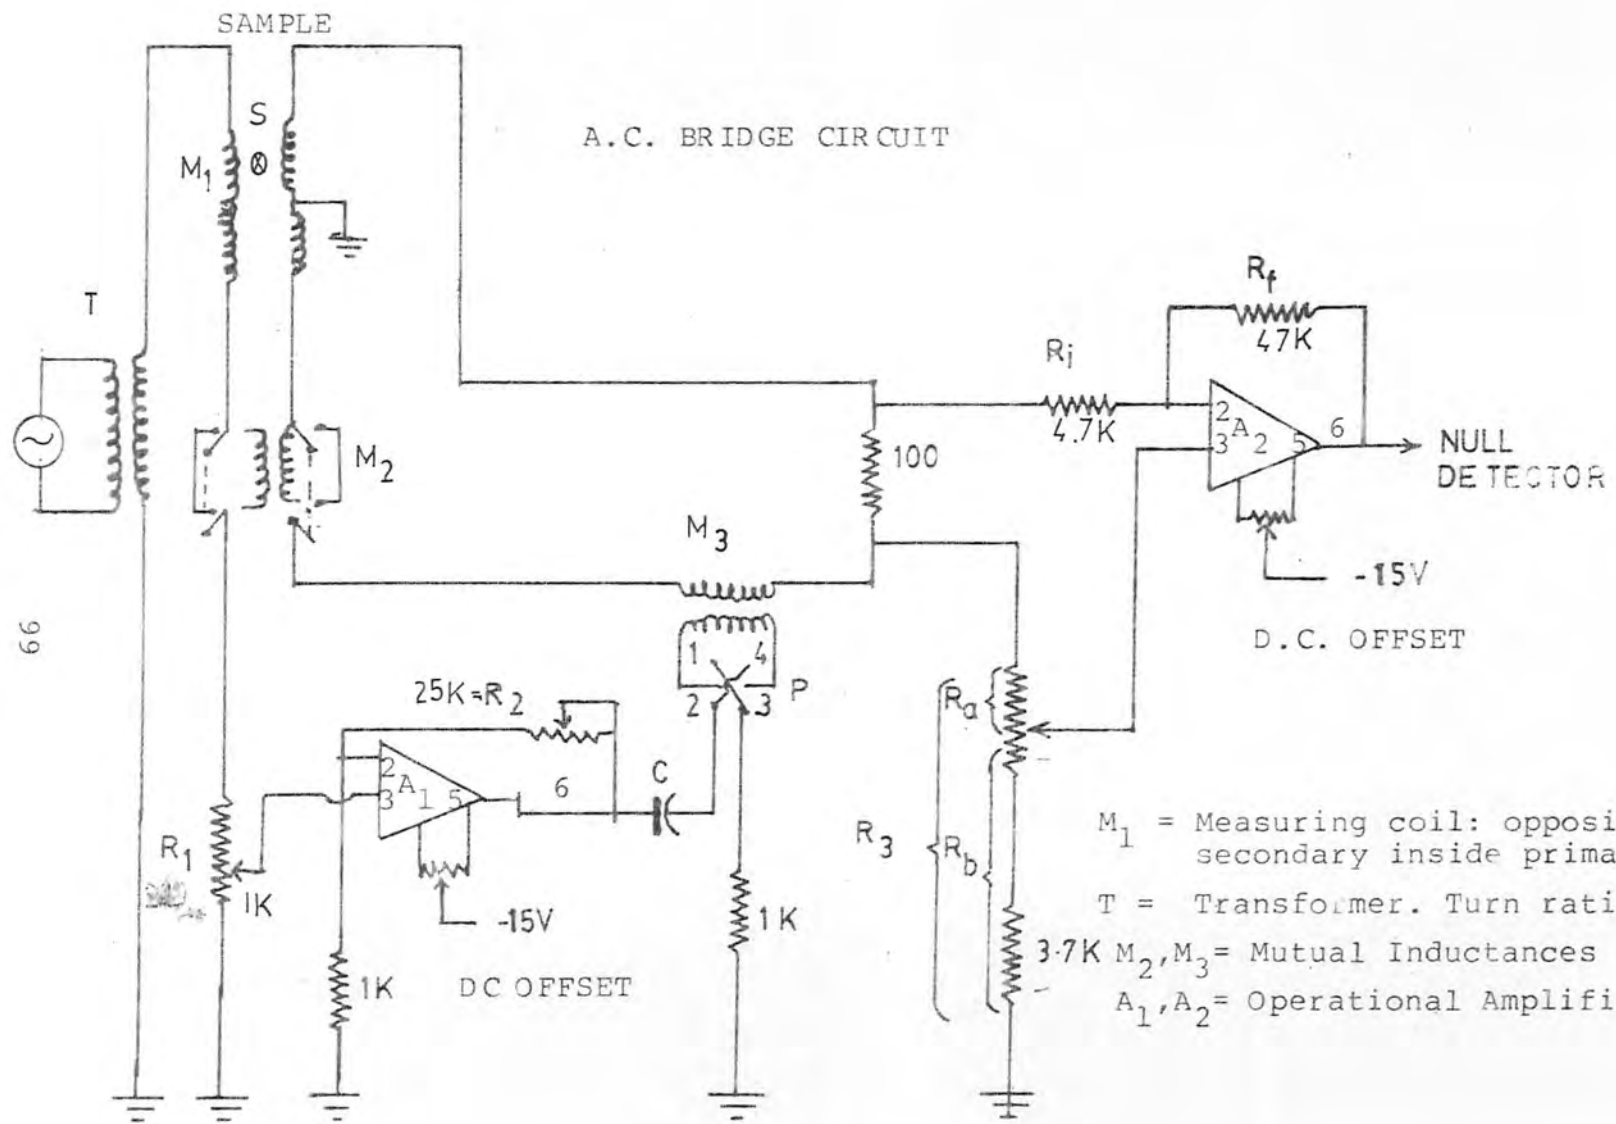 SAMPLE
S
A.C. BRIDGE CIRCUIT
M1
T
Rf
47K
Ri
4.7K
2
3
A2
5
6
NULL
DETECTOR
M2
100
M3
-15V
D.C. OFFSET
66
1
4
2
3
P
25K=R2
Ra
2
3
A1
5
6
C
R1
1K
R3
Rb
-15V
1K
1K
DC OFFSET
3.7K
M1 = Measuring coil: opposi
secondary inside prima
T = Transformer. Turn rati
M2,M3= Mutual Inductances
A1,A2= Operational Amplifi